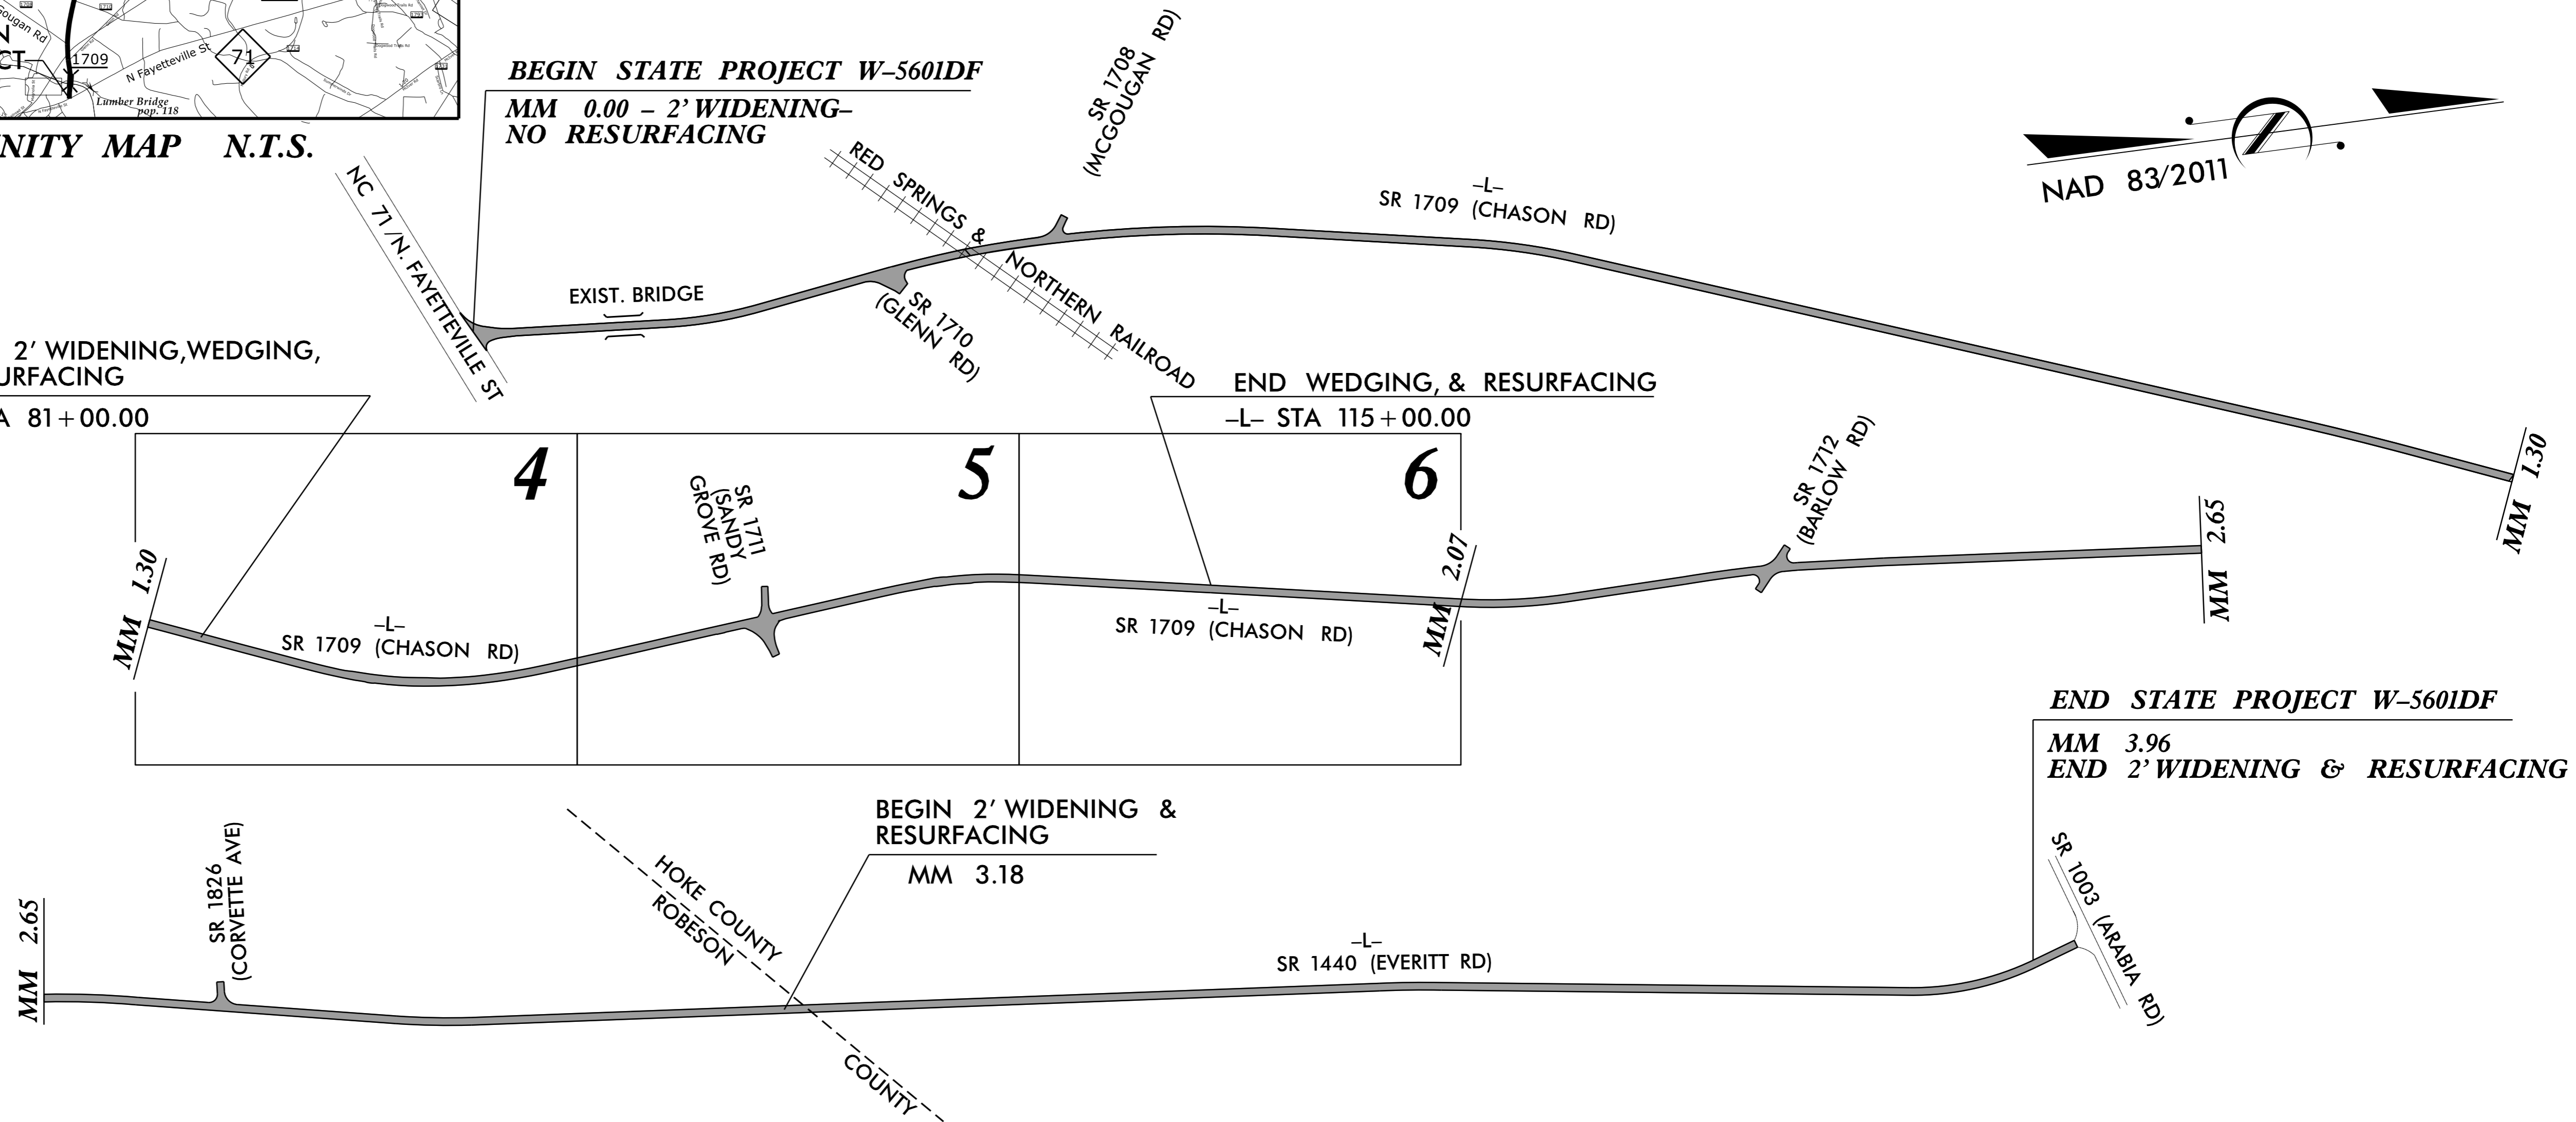 Gougan Rd
CT
1709
N Fayetteville St
71
Lumber Bridge
pop. 118
NITY MAP N.T.S.
BEGIN STATE PROJECT W–5601DF
MM 0.00 – 2' WIDENING–
NO RESURFACING
NC 71 /N. FAYETTEVILLE ST
EXIST. BRIDGE
RED SPRINGS &
NORTHERN RAILROAD
SR 1708
(MCGOUGAN RD)
SR 1710
(GLENN RD)
–L–
SR 1709 (CHASON RD)
NAD 83/2011
MM 1.30
2' WIDENING,WEDGING,
URFACING
A 81+00.00
END WEDGING, & RESURFACING
–L– STA 115+00.00
4
5
6
MM 1.30
–L–
SR 1709 (CHASON RD)
SR 1711
(SANDY
GROVE RD)
–L–
SR 1709 (CHASON RD)
MM 2.07
SR 1712
(BARLOW RD)
MM 2.65
END STATE PROJECT W–5601DF
MM 3.96
END 2' WIDENING & RESURFACING
BEGIN 2' WIDENING &
RESURFACING
MM 3.18
MM 2.65
SR 1826
(CORVETTE AVE)
HOKE COUNTY
ROBESON
COUNTY
–L–
SR 1440 (EVERITT RD)
SR 1003 (ARABIA RD)